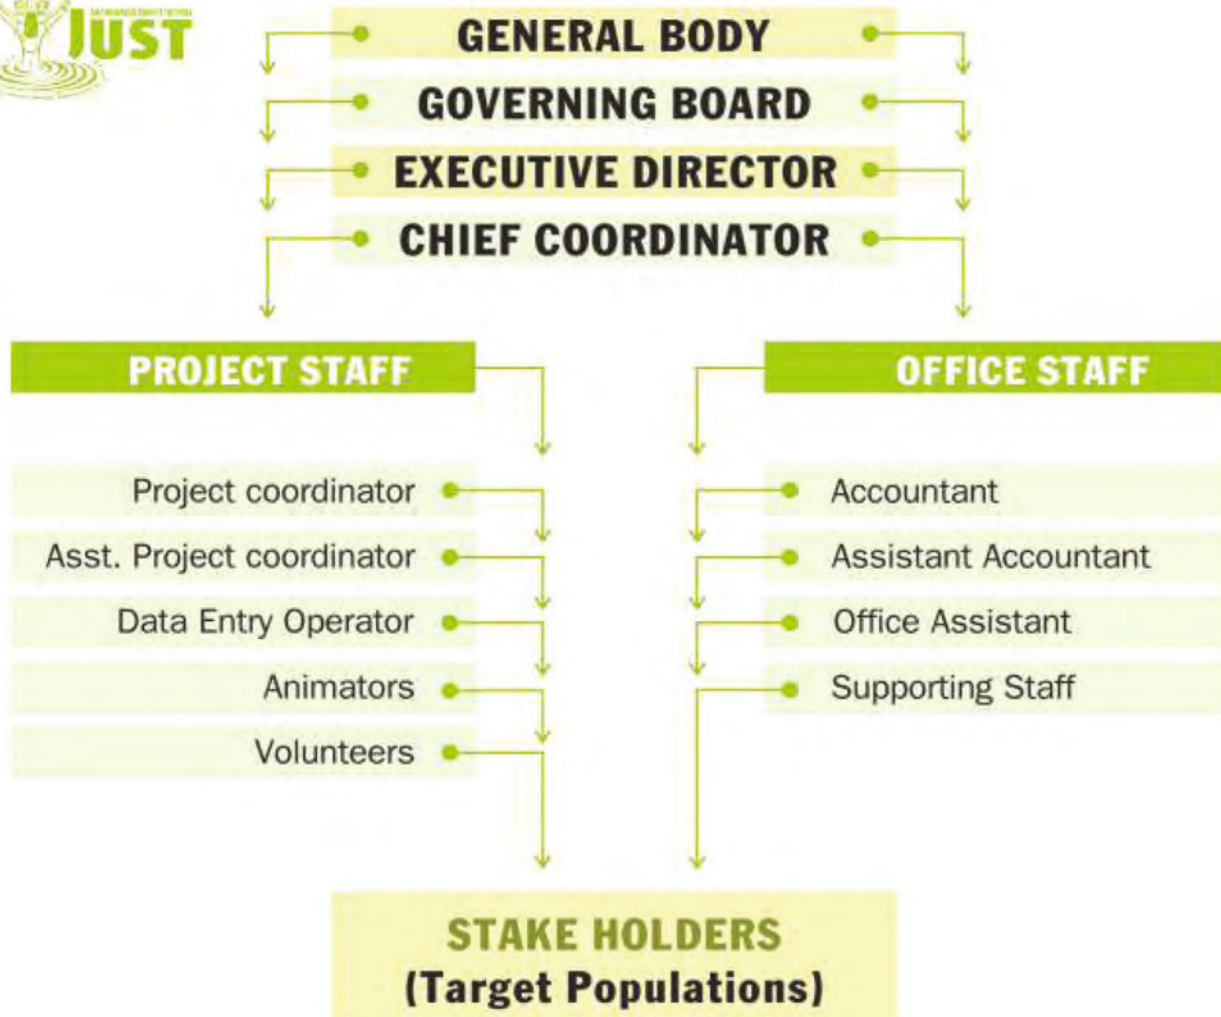 JUST
GENERAL BODY
GOVERNING BOARD
EXECUTIVE DIRECTOR
CHIEF COORDINATOR
PROJECT STAFF
Project coordinator
Asst. Project coordinator
Data Entry Operator
Animators
Volunteers
OFFICE STAFF
Accountant
Assistant Accountant
Office Assistant
Supporting Staff
STAKE HOLDERS
(Target Populations)